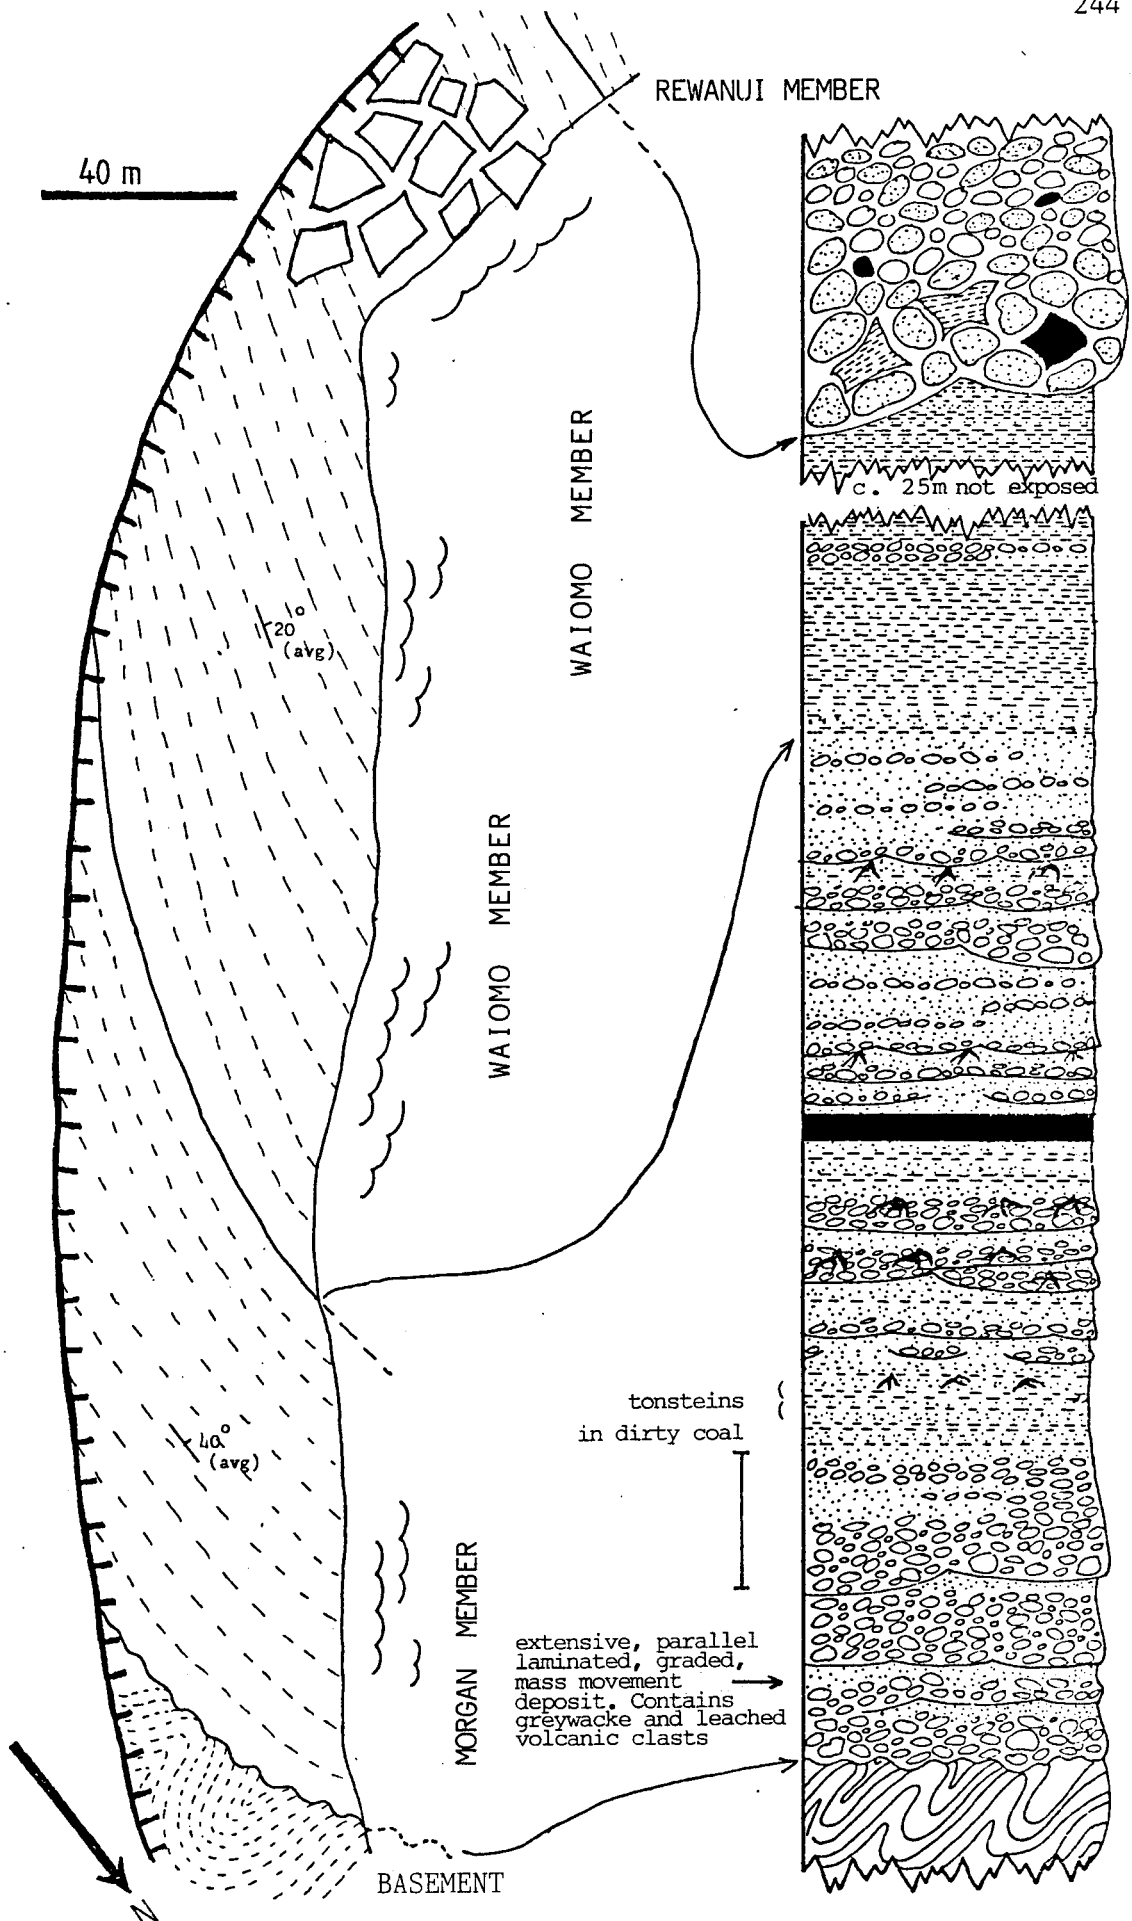 244
REWANUI MEMBER
40 m
WAIOMO MEMBER
c. 25m not exposed
20°
(avg)
WAIOMO MEMBER
tonsteins
in dirty coal
40°
(avg)
MORGAN MEMBER
extensive, parallel
laminated, graded,
mass movement
deposit. Contains
greywacke and leached
volcanic clasts
BASEMENT
N